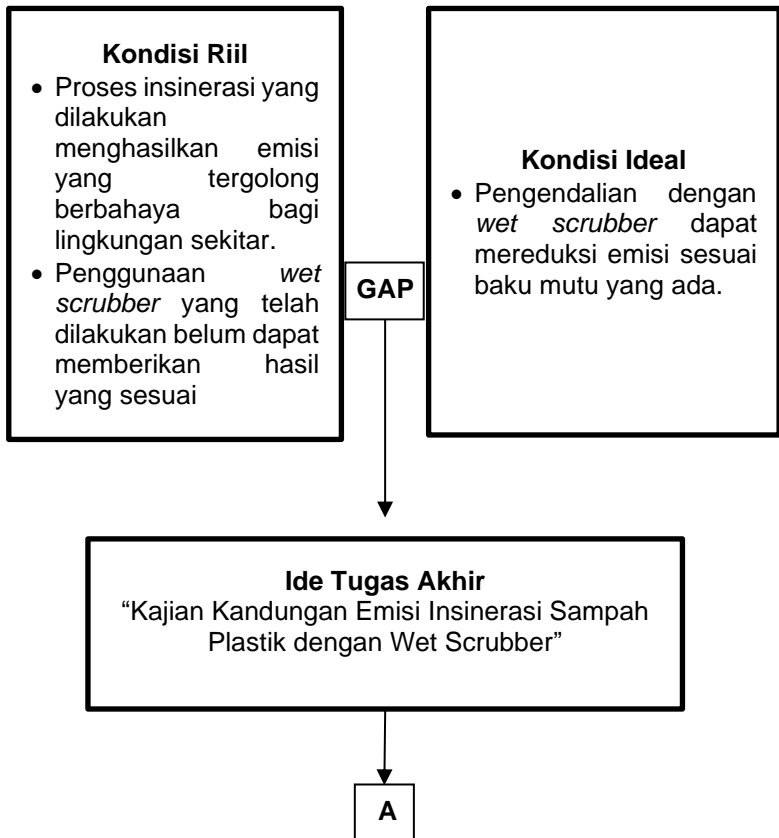 Kondisi Riil
• Proses insinerasi yang
dilakukan
menghasilkan emisi
yang tergolong
berbahaya bagi
lingkungan sekitar.
• Penggunaan wet
scrubber yang telah
dilakukan belum dapat
memberikan hasil
yang sesuai
GAP
Kondisi Ideal
• Pengendalian dengan
wet scrubber dapat
mereduksi emisi sesuai
baku mutu yang ada.
Ide Tugas Akhir
“Kajian Kandungan Emisi Insinerasi Sampah
Plastik dengan Wet Scrubber”
A